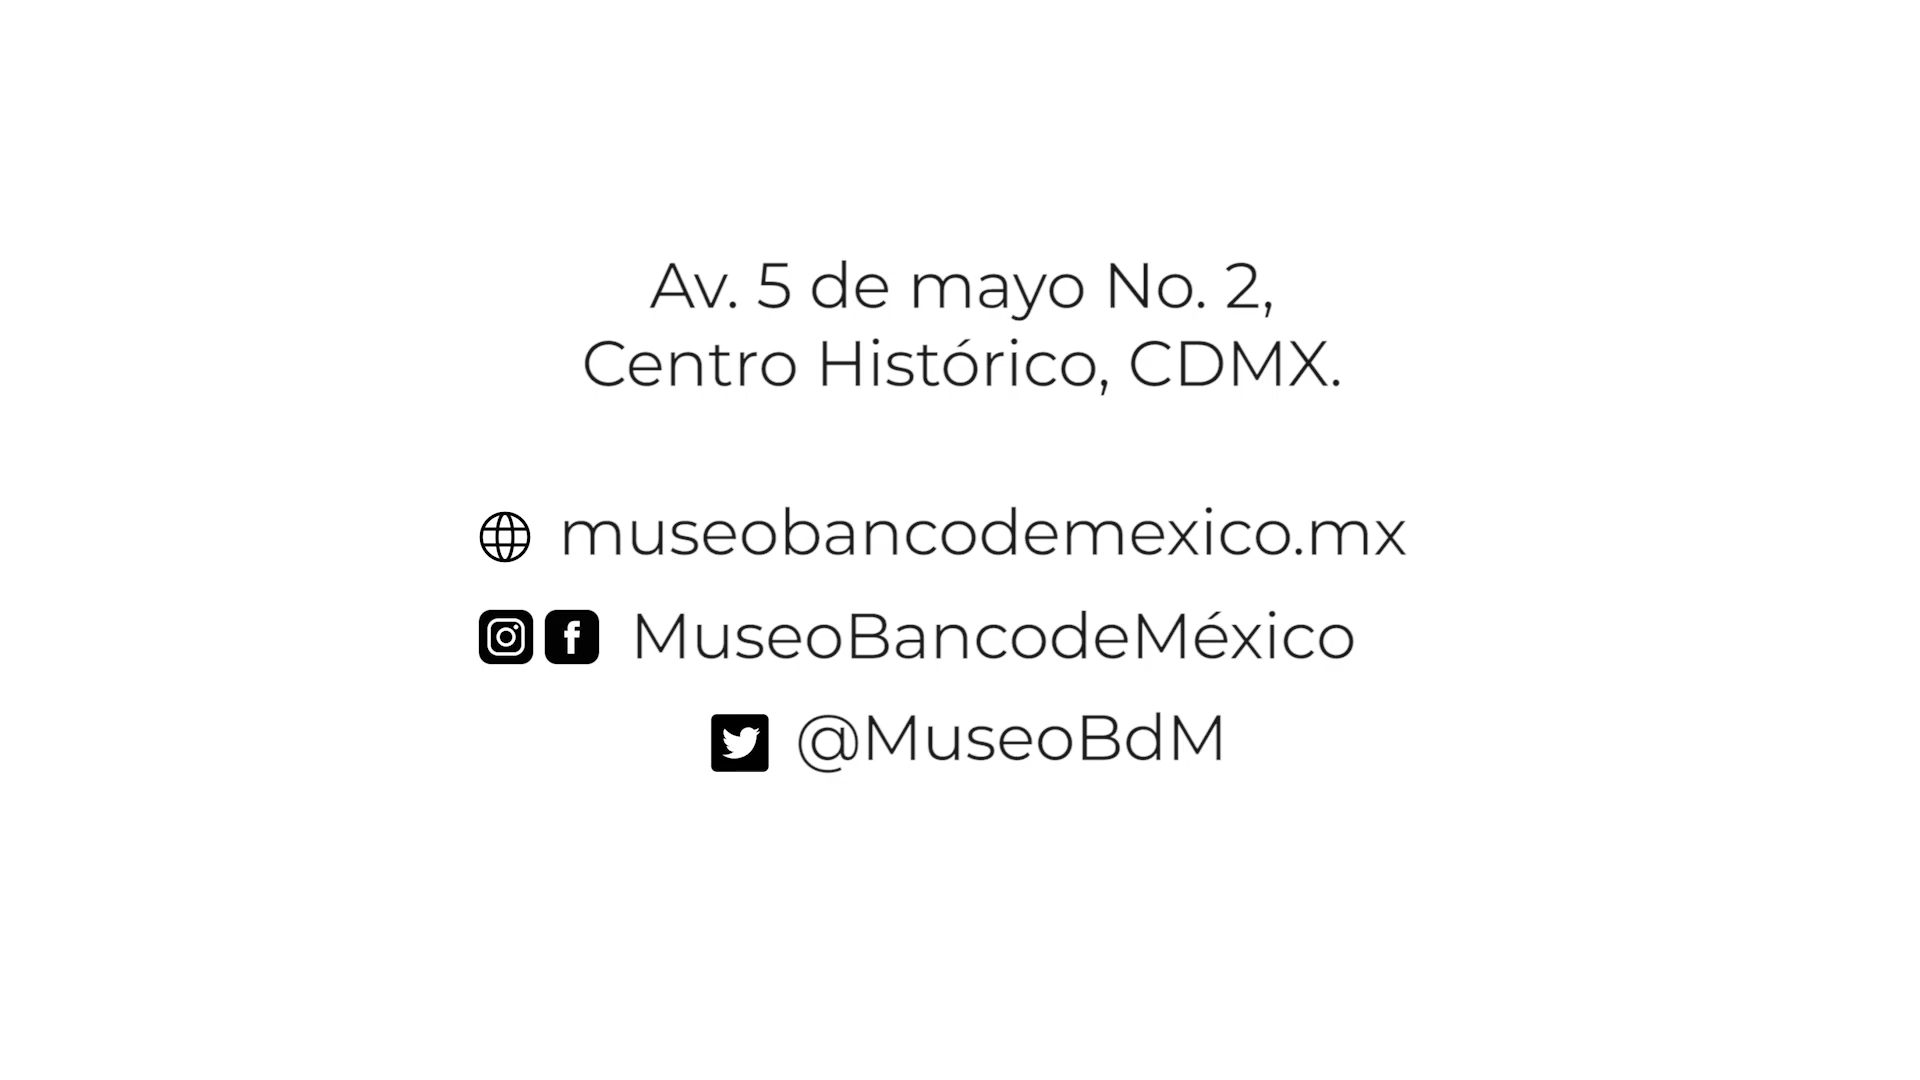 Av. 5 de mayo No. 2,
Centro Histórico, CDMX.
museobancodemexico.mx
MuseoBancodeMéxico
@MuseoBdM